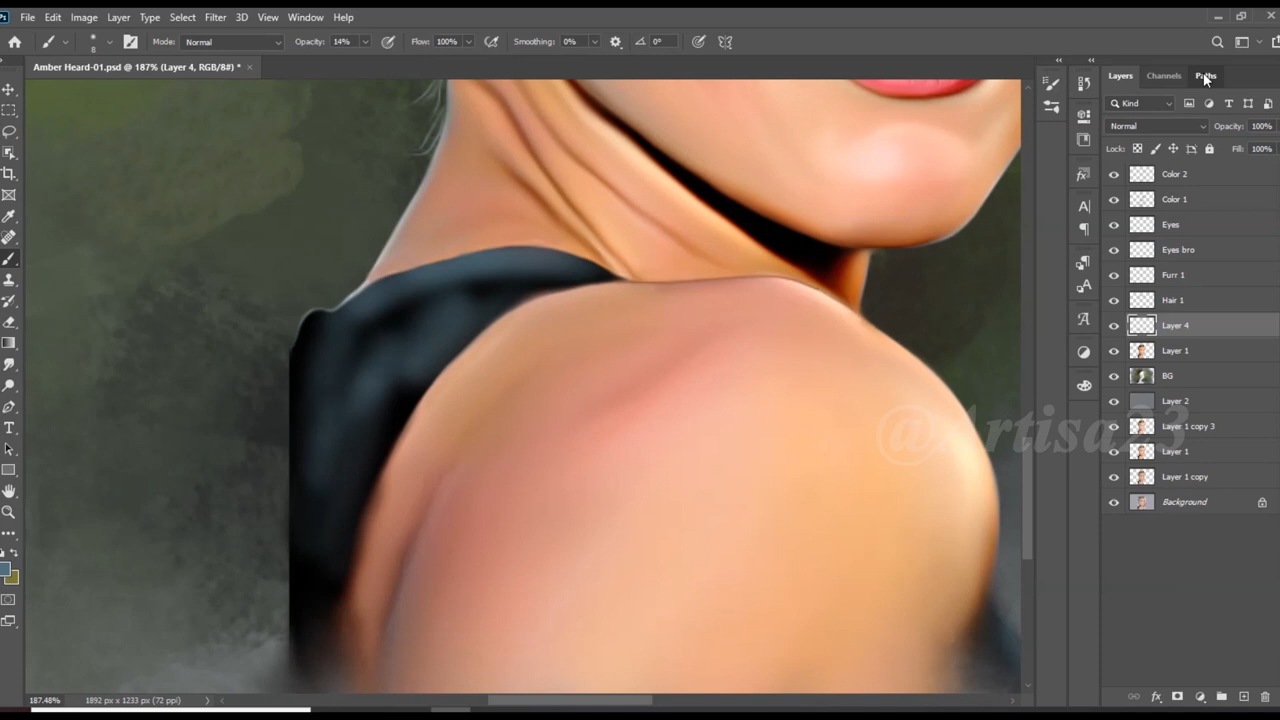 Ps File Edit Image Layer Type Select Filter 3D View Window Help
8 Mode: Normal Opacity: 14% Flow: 100% Smoothing: 0% 0°
Amber Heard-01.psd @ 187% (Layer 4, RGB/8#) *
Layers Channels Paths
Kind
Normal Opacity: 100%
Lock: Fill: 100%
Color 2
Color 1
Eyes
Eyes bro
Furr 1
Hair 1
Layer 4
Layer 1
BG
Layer 2
Layer 1 copy 3
Layer 1
Layer 1 copy
Background
@Artisa23
187.48% 1892 px x 1233 px (72 ppi)